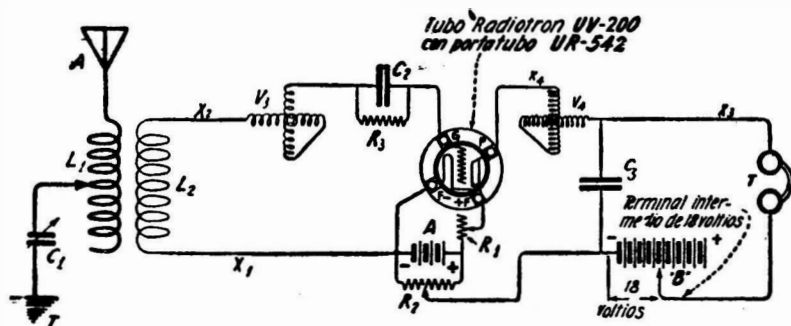 Tubo Radiotron UV-200
con portatubo UR-542
A
C2
X4
X2
V3
V4
X3
R3
G
P
L1
L2
C3
T
F- +F
Terminal inter-
medio de 18 voltios
A
R1
C1
X1
- +
- +
"B"
R2
18
Voltios
T